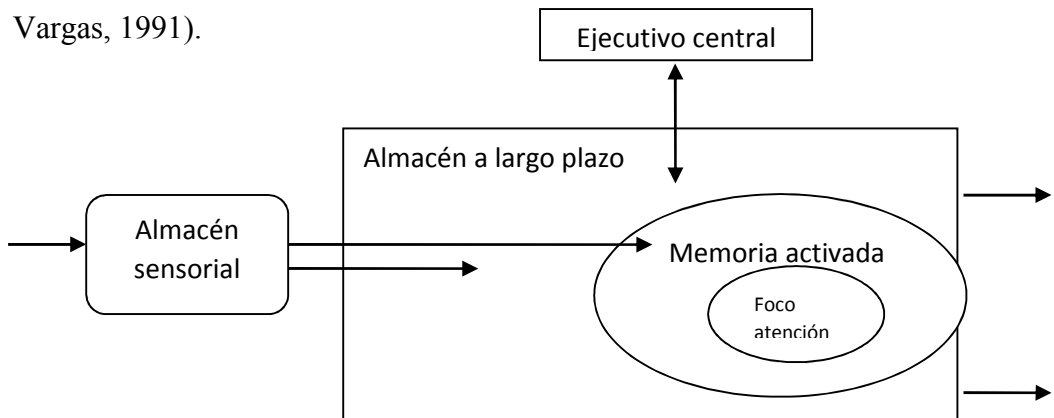 Vargas, 1991).
Ejecutivo central
Almacén a largo plazo
Almacén
sensorial
Memoria activada
Foco
atención